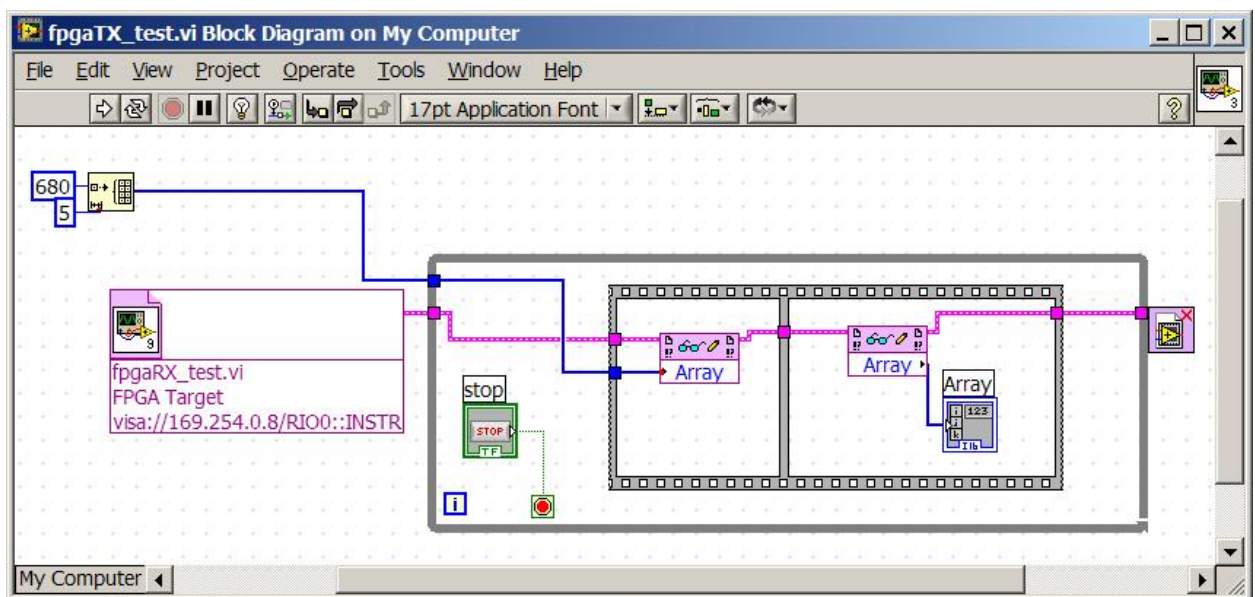 fpgaTX_test.vi Block Diagram on My Computer
File Edit View Project Operate Tools Window Help
17pt Application Font
3
680
5
9
fpgaRX_test.vi
FPGA Target
visa://169.254.0.8/RIO0::INSTR
stop
STOP
TF
i
Array
Array
Array
123
My Computer